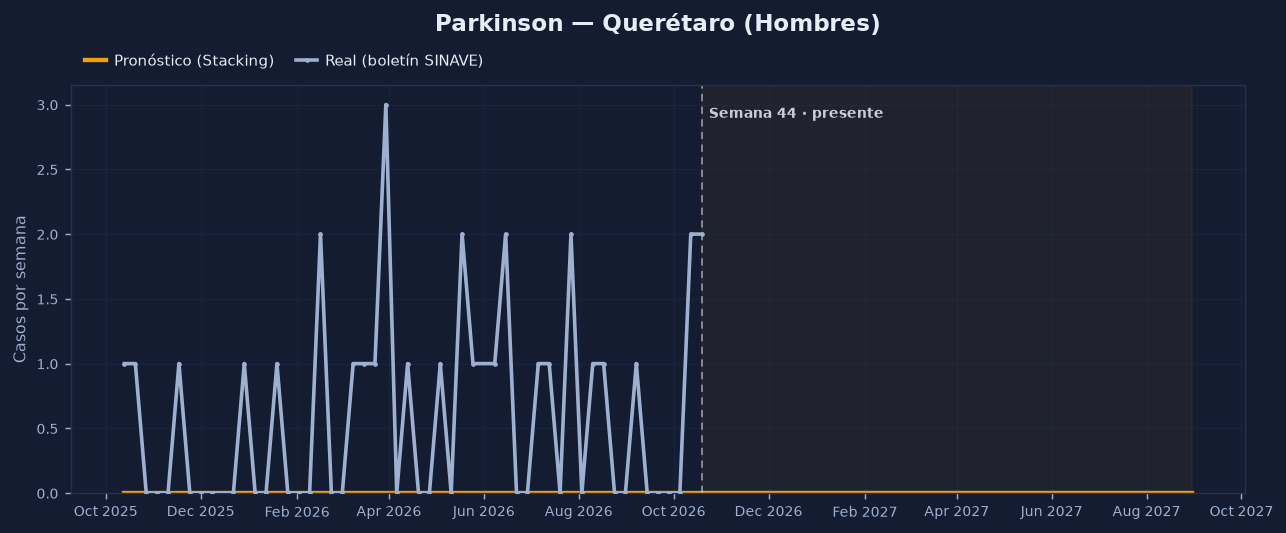 Parkinson — Querétaro (Hombres)
Pronóstico (Stacking)
Real (boletín SINAVE)
Semana 44 · presente
Casos por semana
3.0
2.5
2.0
1.5
1.0
0.5
0.0
Oct 2025
Dec 2025
Feb 2026
Apr 2026
Jun 2026
Aug 2026
Oct 2026
Dec 2026
Feb 2027
Apr 2027
Jun 2027
Aug 2027
Oct 2027